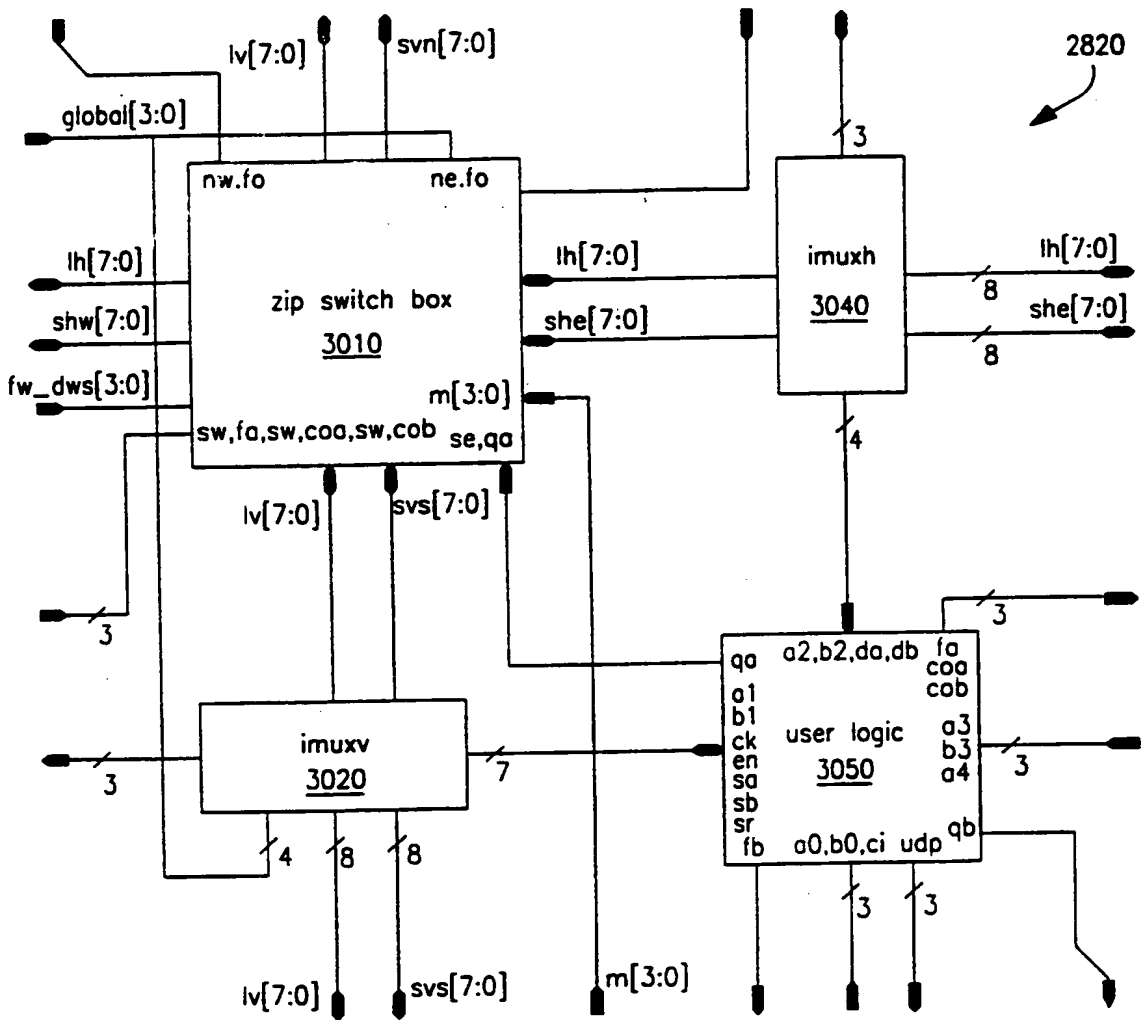 lv[7:0]
svn[7:0]
2820
global[3:0]
3
nw.fo
ne.fo
lh[7:0]
lh[7:0]
imuxh
lh[7:0]
zip switch box
3040
8
shw[7:0]
3010
she[7:0]
she[7:0]
8
fw_dws[3:0]
m[3:0]
sw,fa,sw,coa,sw,cob
se,qa
4
lv[7:0]
svs[7:0]
3
3
qa
a2,b2,da,db
fa
coa
cob
a1
b1
ck
en
sa
sb
sr
user logic
3050
a3
b3
a4
3
imuxv
3020
3
7
fb
a0,b0,ci
udp
qb
4
8
8
3
3
lv[7:0]
svs[7:0]
m[3:0]